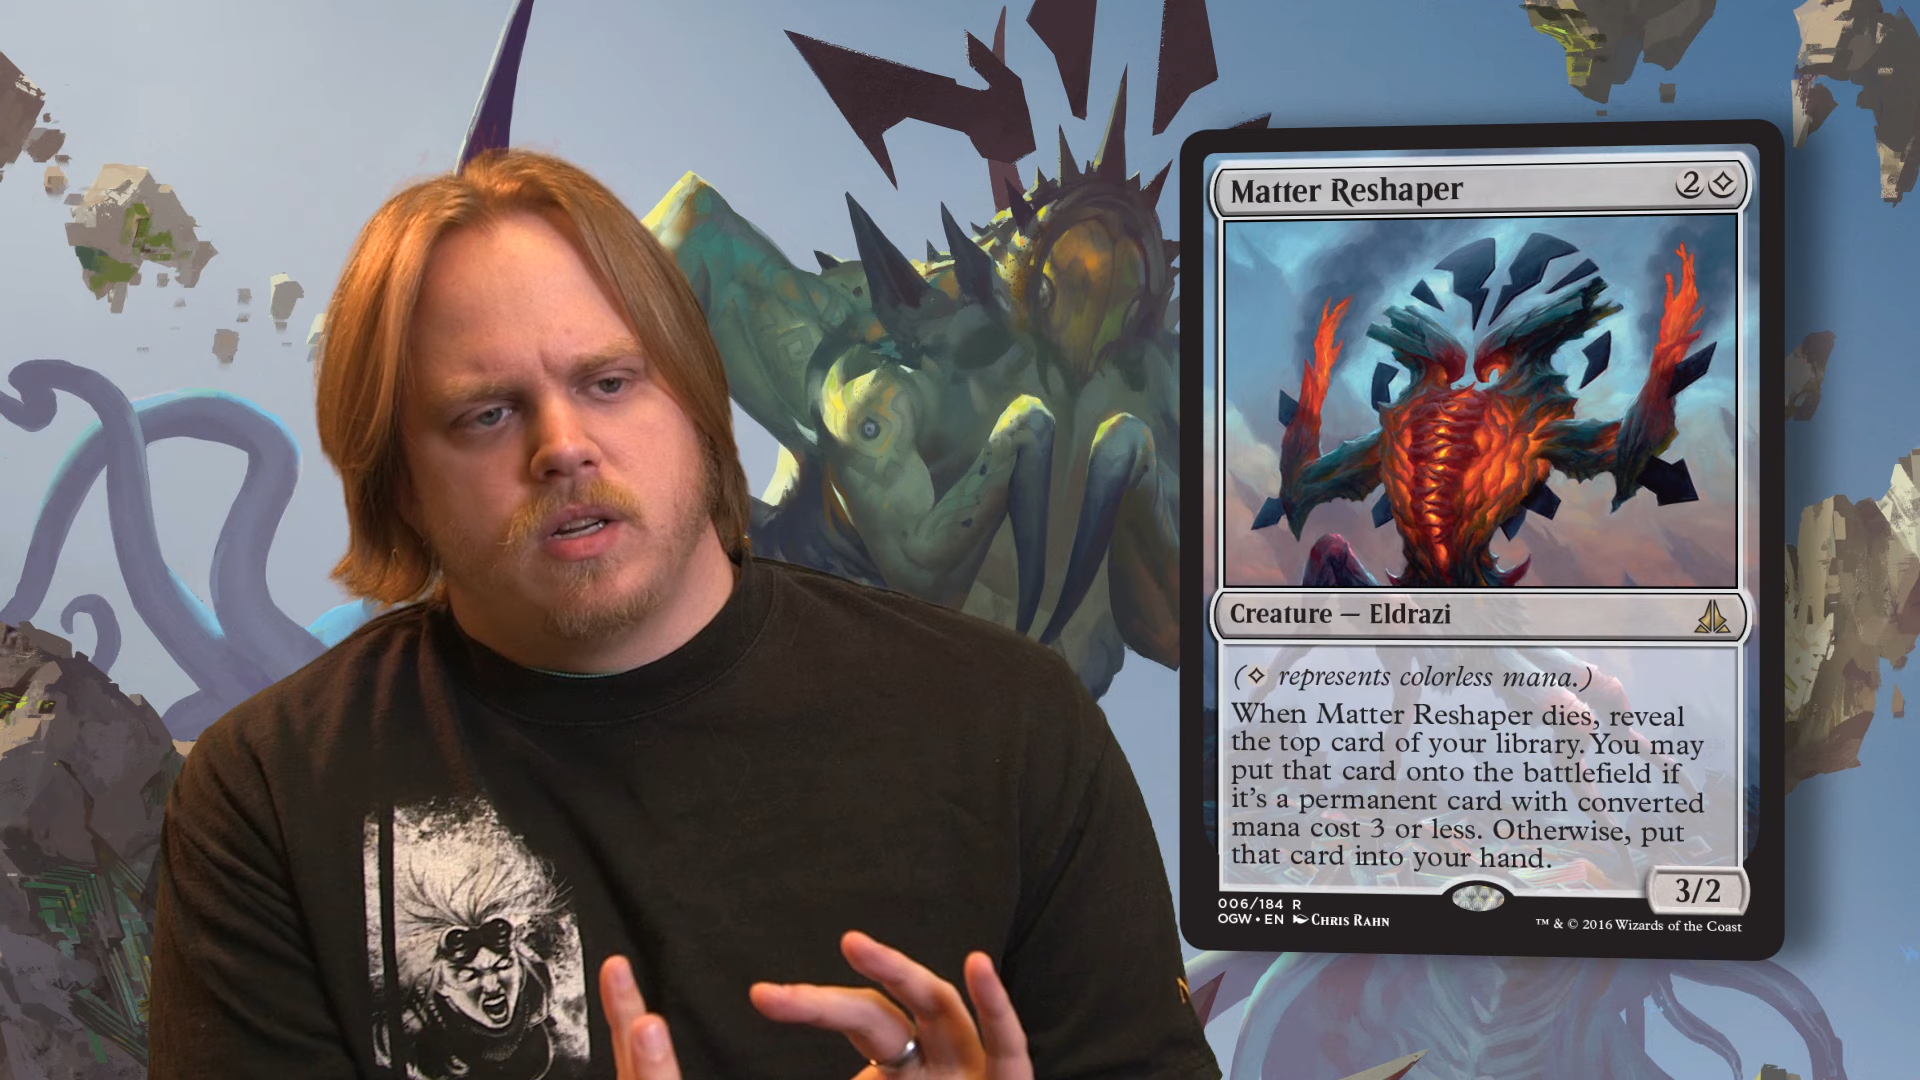 Matter Reshaper 2
Creature — Eldrazi
( represents colorless mana.)
When Matter Reshaper dies, reveal
the top card of your library. You may
put that card onto the battlefield if
it's a permanent card with converted
mana cost 3 or less. Otherwise, put
that card into your hand.
3/2
006/184 R
OGW • EN Chris Rahn
™ & © 2016 Wizards of the Coast